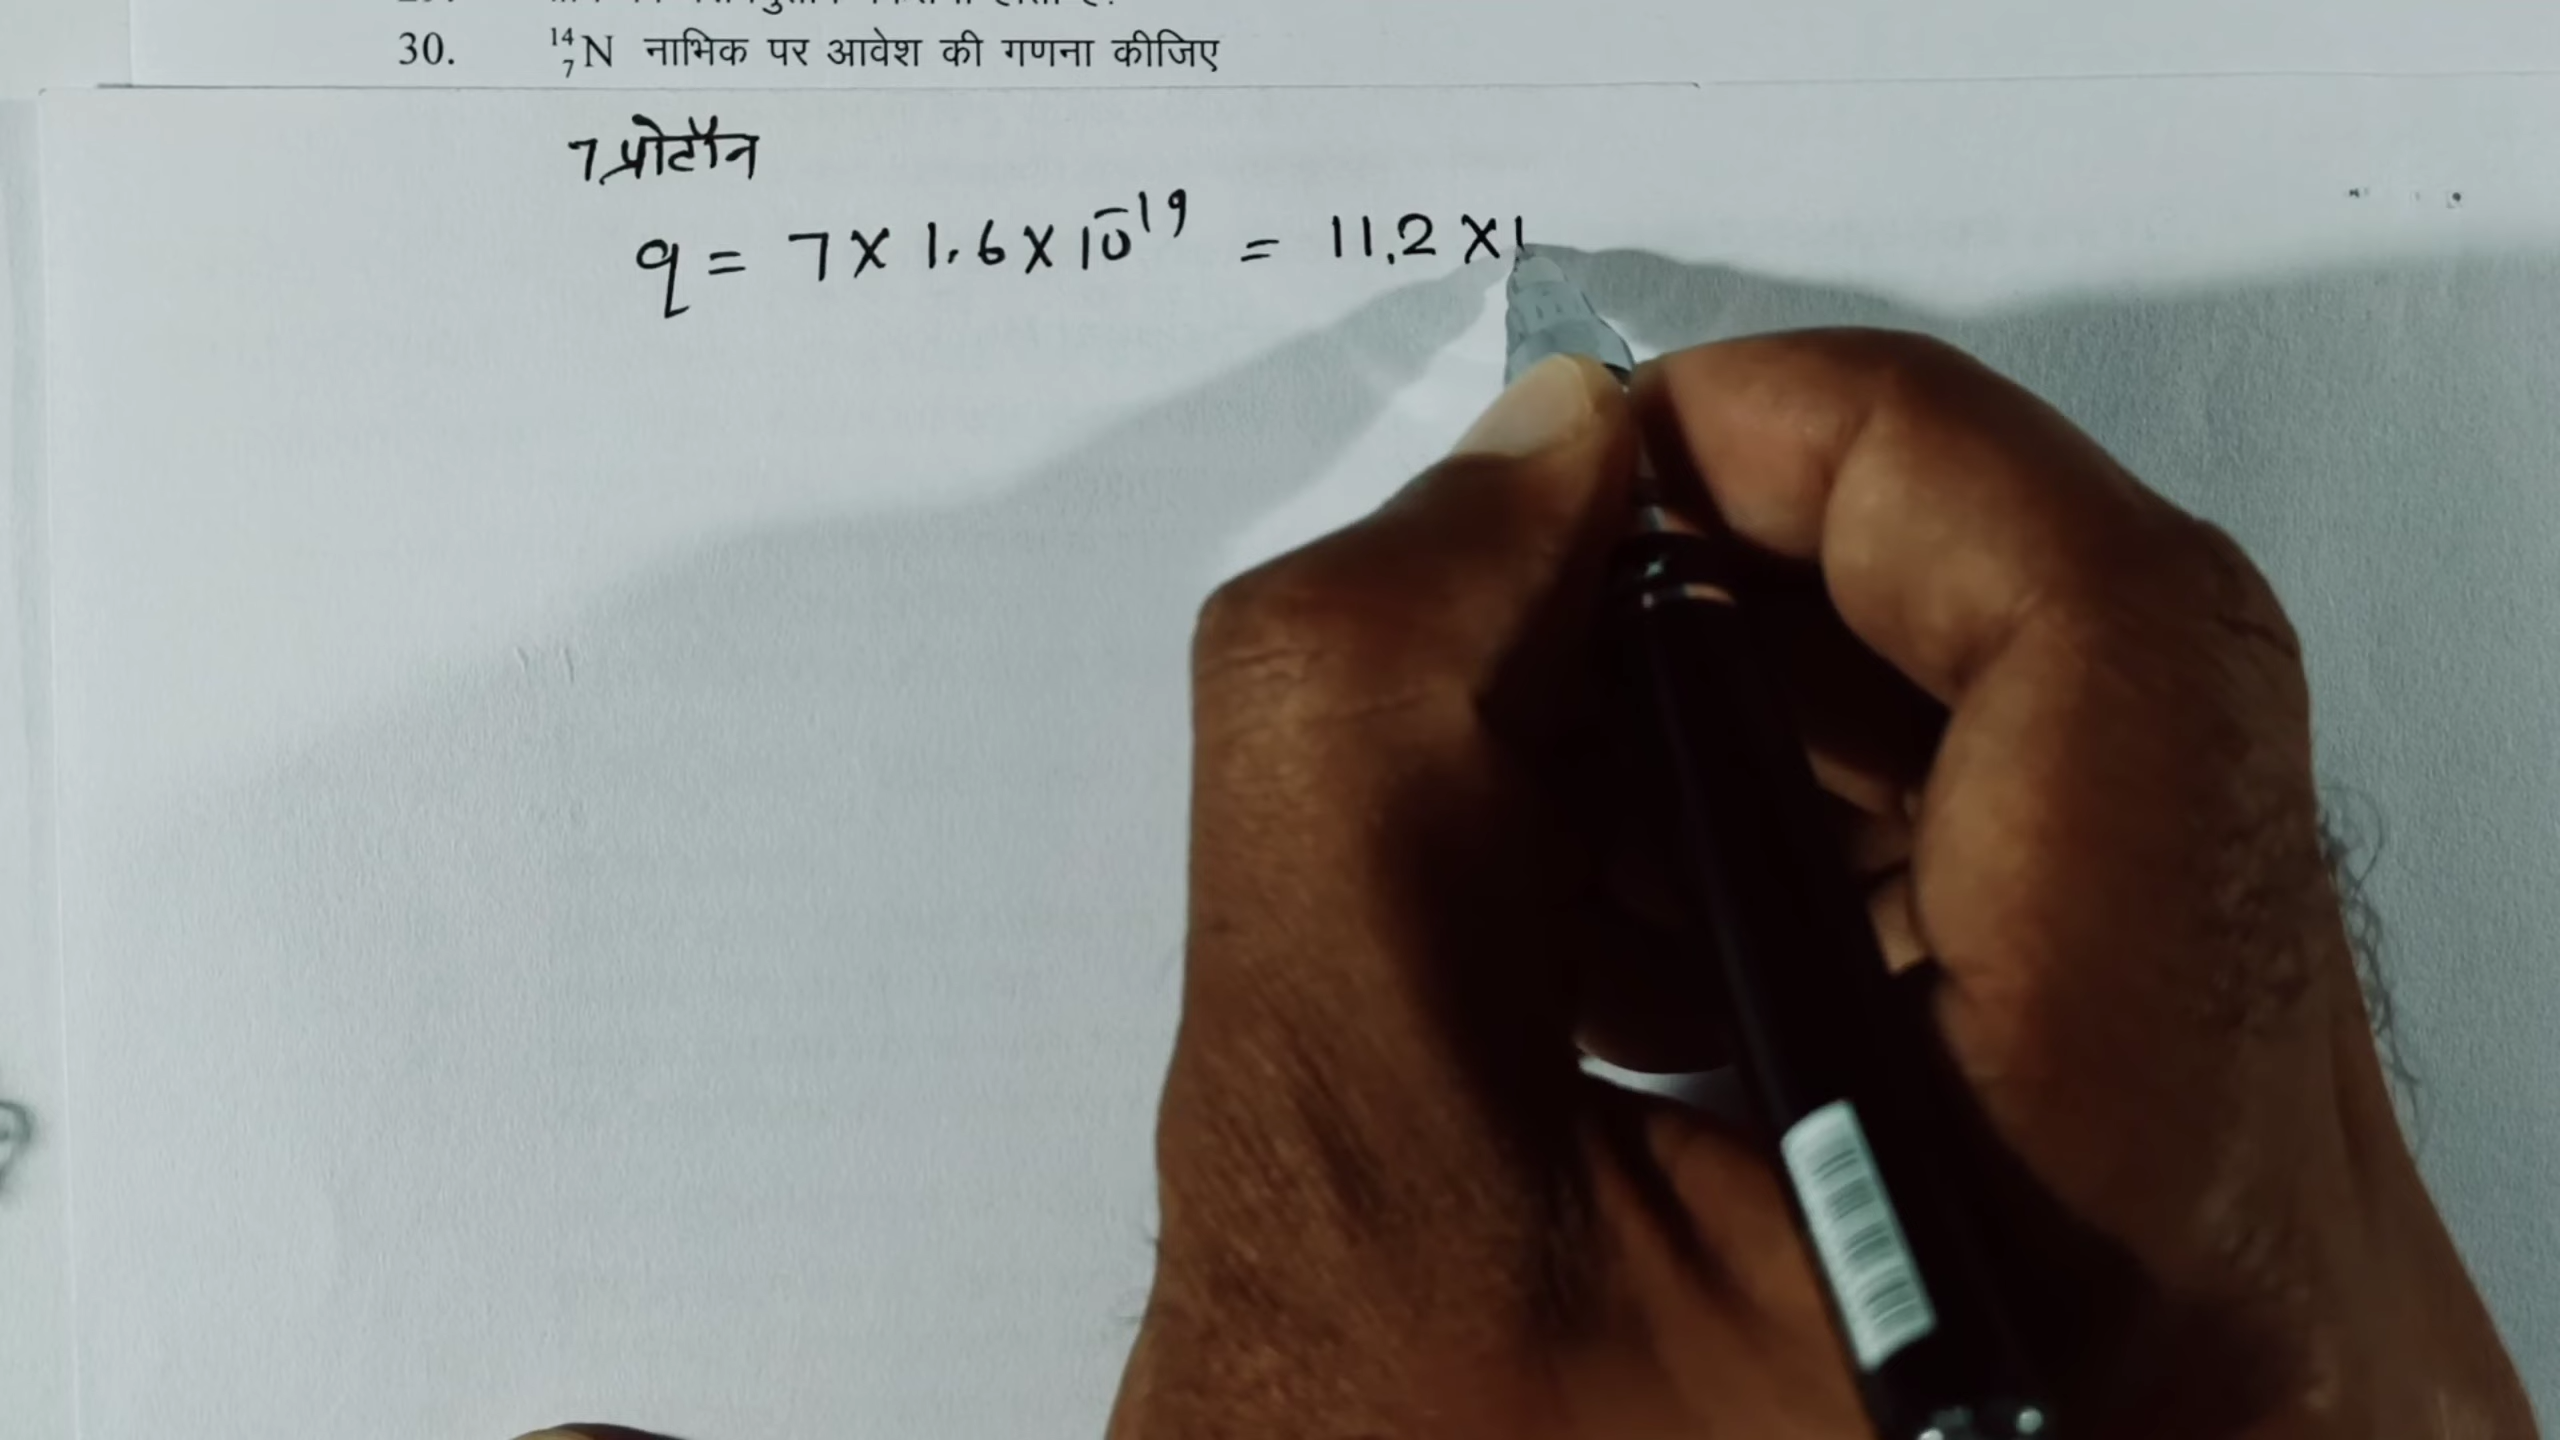 30. ¹⁴₇N नाभिक पर आवेश की गणना कीजिए
7 प्रोटॉन
q = 7 × 1.6 × 10⁻¹⁹ = 11.2 × 1